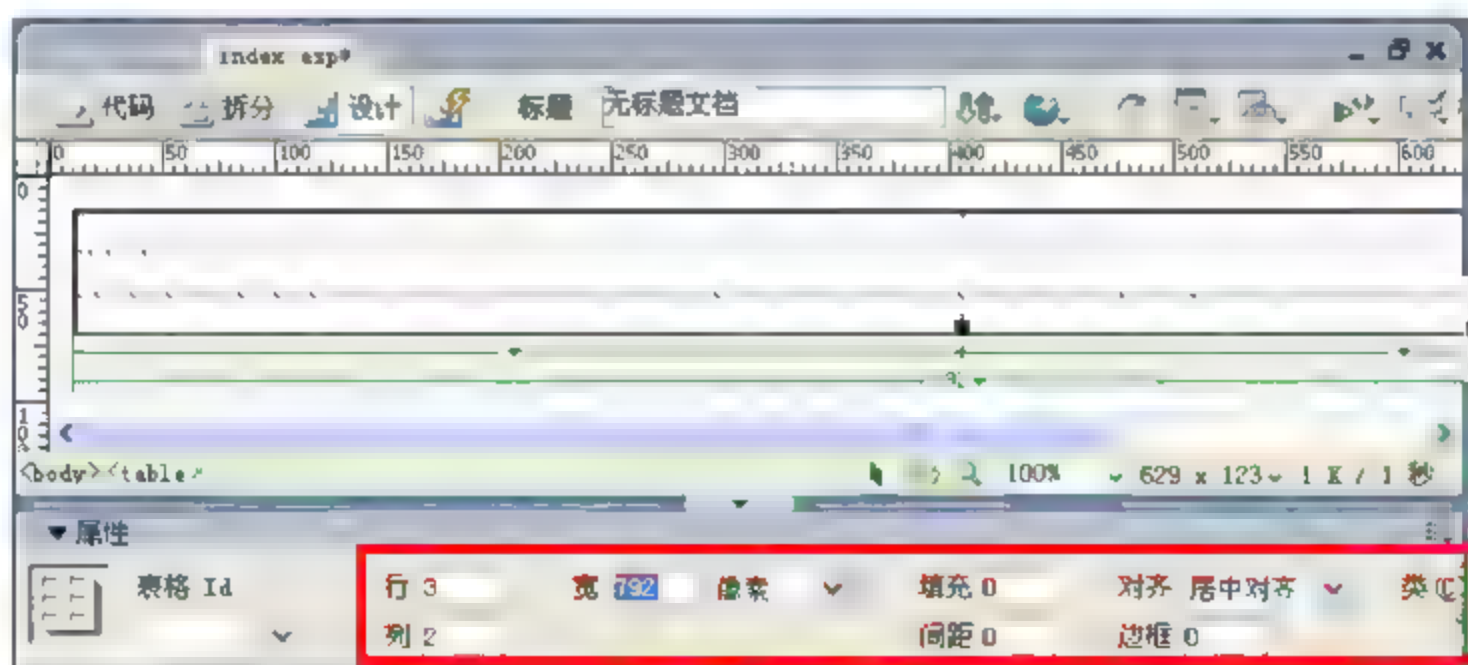 index asp*
代码 拆分 设计 标题 无标题文档
0 50 100 150 200 250 300 350 400 450 500 550 600
0
50
<body><table>
100% 629 x 123 1 K / 1 秒
属性
表格 Id 行 3 宽 792 像素 填充 0 对齐 居中对齐 类
列 2 间距 0 边框 0